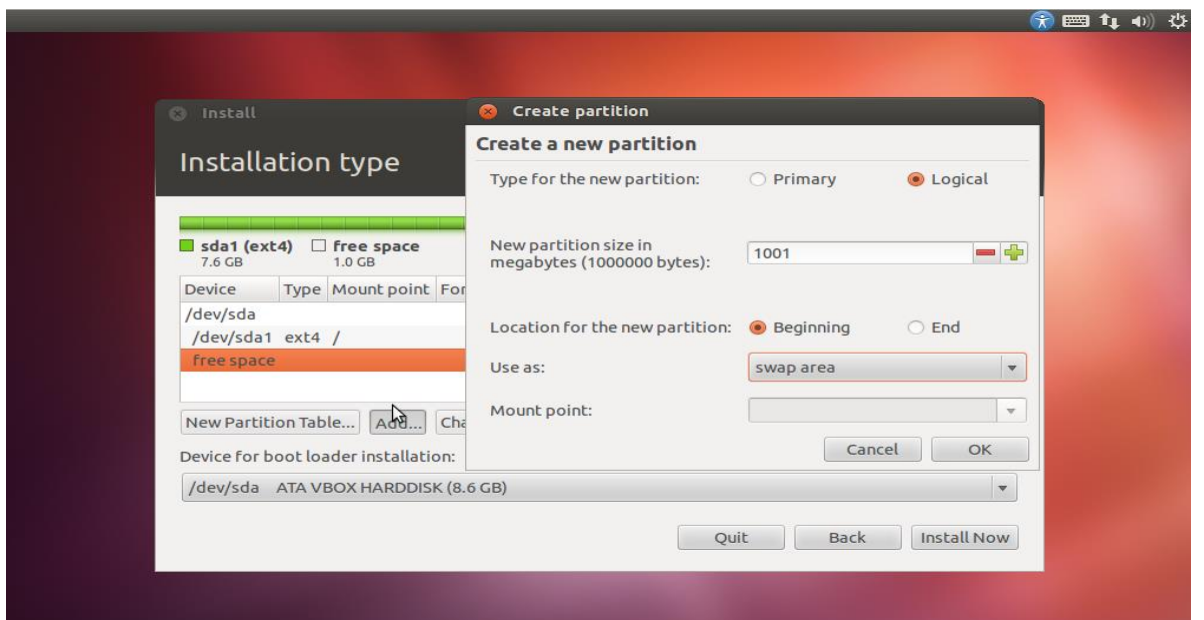 Install
Installation type
sda1 (ext4) free space
7.6 GB 1.0 GB
Device Type Mount point For
/dev/sda
/dev/sda1 ext4 /
free space
New Partition Table... Add... Cha
Device for boot loader installation:
/dev/sda ATA VBOX HARDDISK (8.6 GB)
Quit Back Install Now
Create partition
Create a new partition
Type for the new partition: Primary Logical
New partition size in
megabytes (1000000 bytes): 1001
Location for the new partition: Beginning End
Use as: swap area
Mount point:
Cancel OK